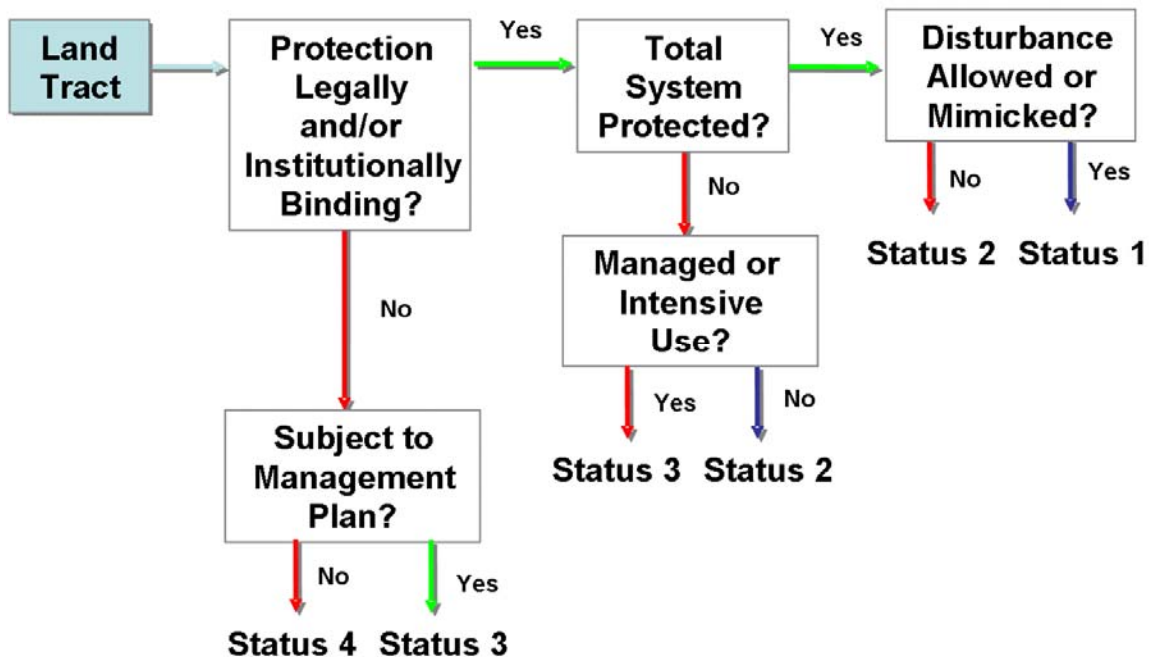 Land
Tract
Protection
Legally
and/or
Institutionally
Binding?
Yes
Total
System
Protected?
Yes
Disturbance
Allowed or
Mimicked?
No
Yes
Status 2
Status 1
No
Managed or
Intensive
Use?
Yes
No
Status 3
Status 2
No
Subject to
Management
Plan?
No
Yes
Status 4
Status 3